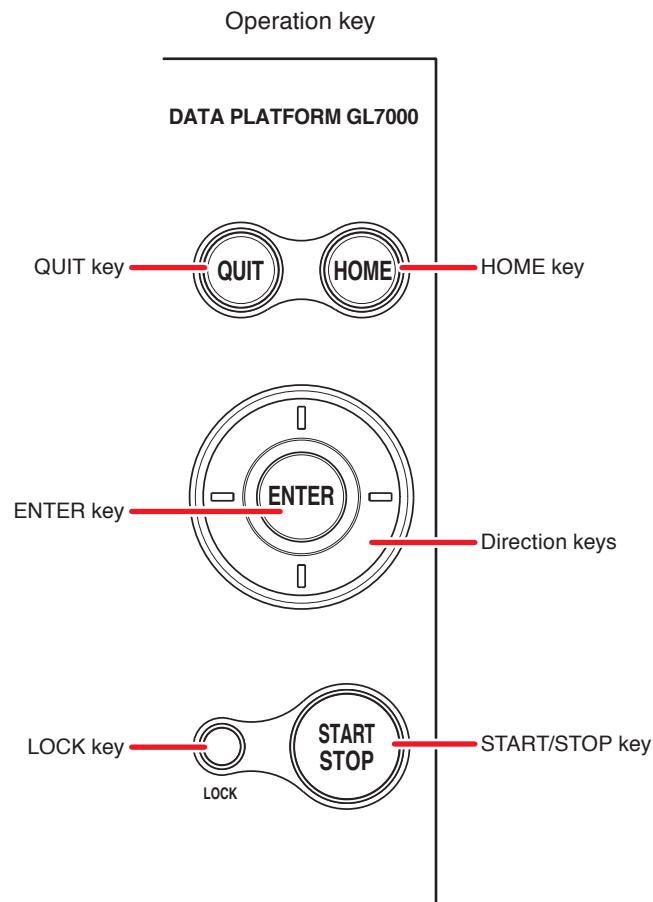 Operation key
DATA PLATFORM GL7000
QUIT key
QUIT
HOME
HOME key
ENTER key
ENTER
Direction keys
LOCK key
LOCK
START
STOP
START/STOP key